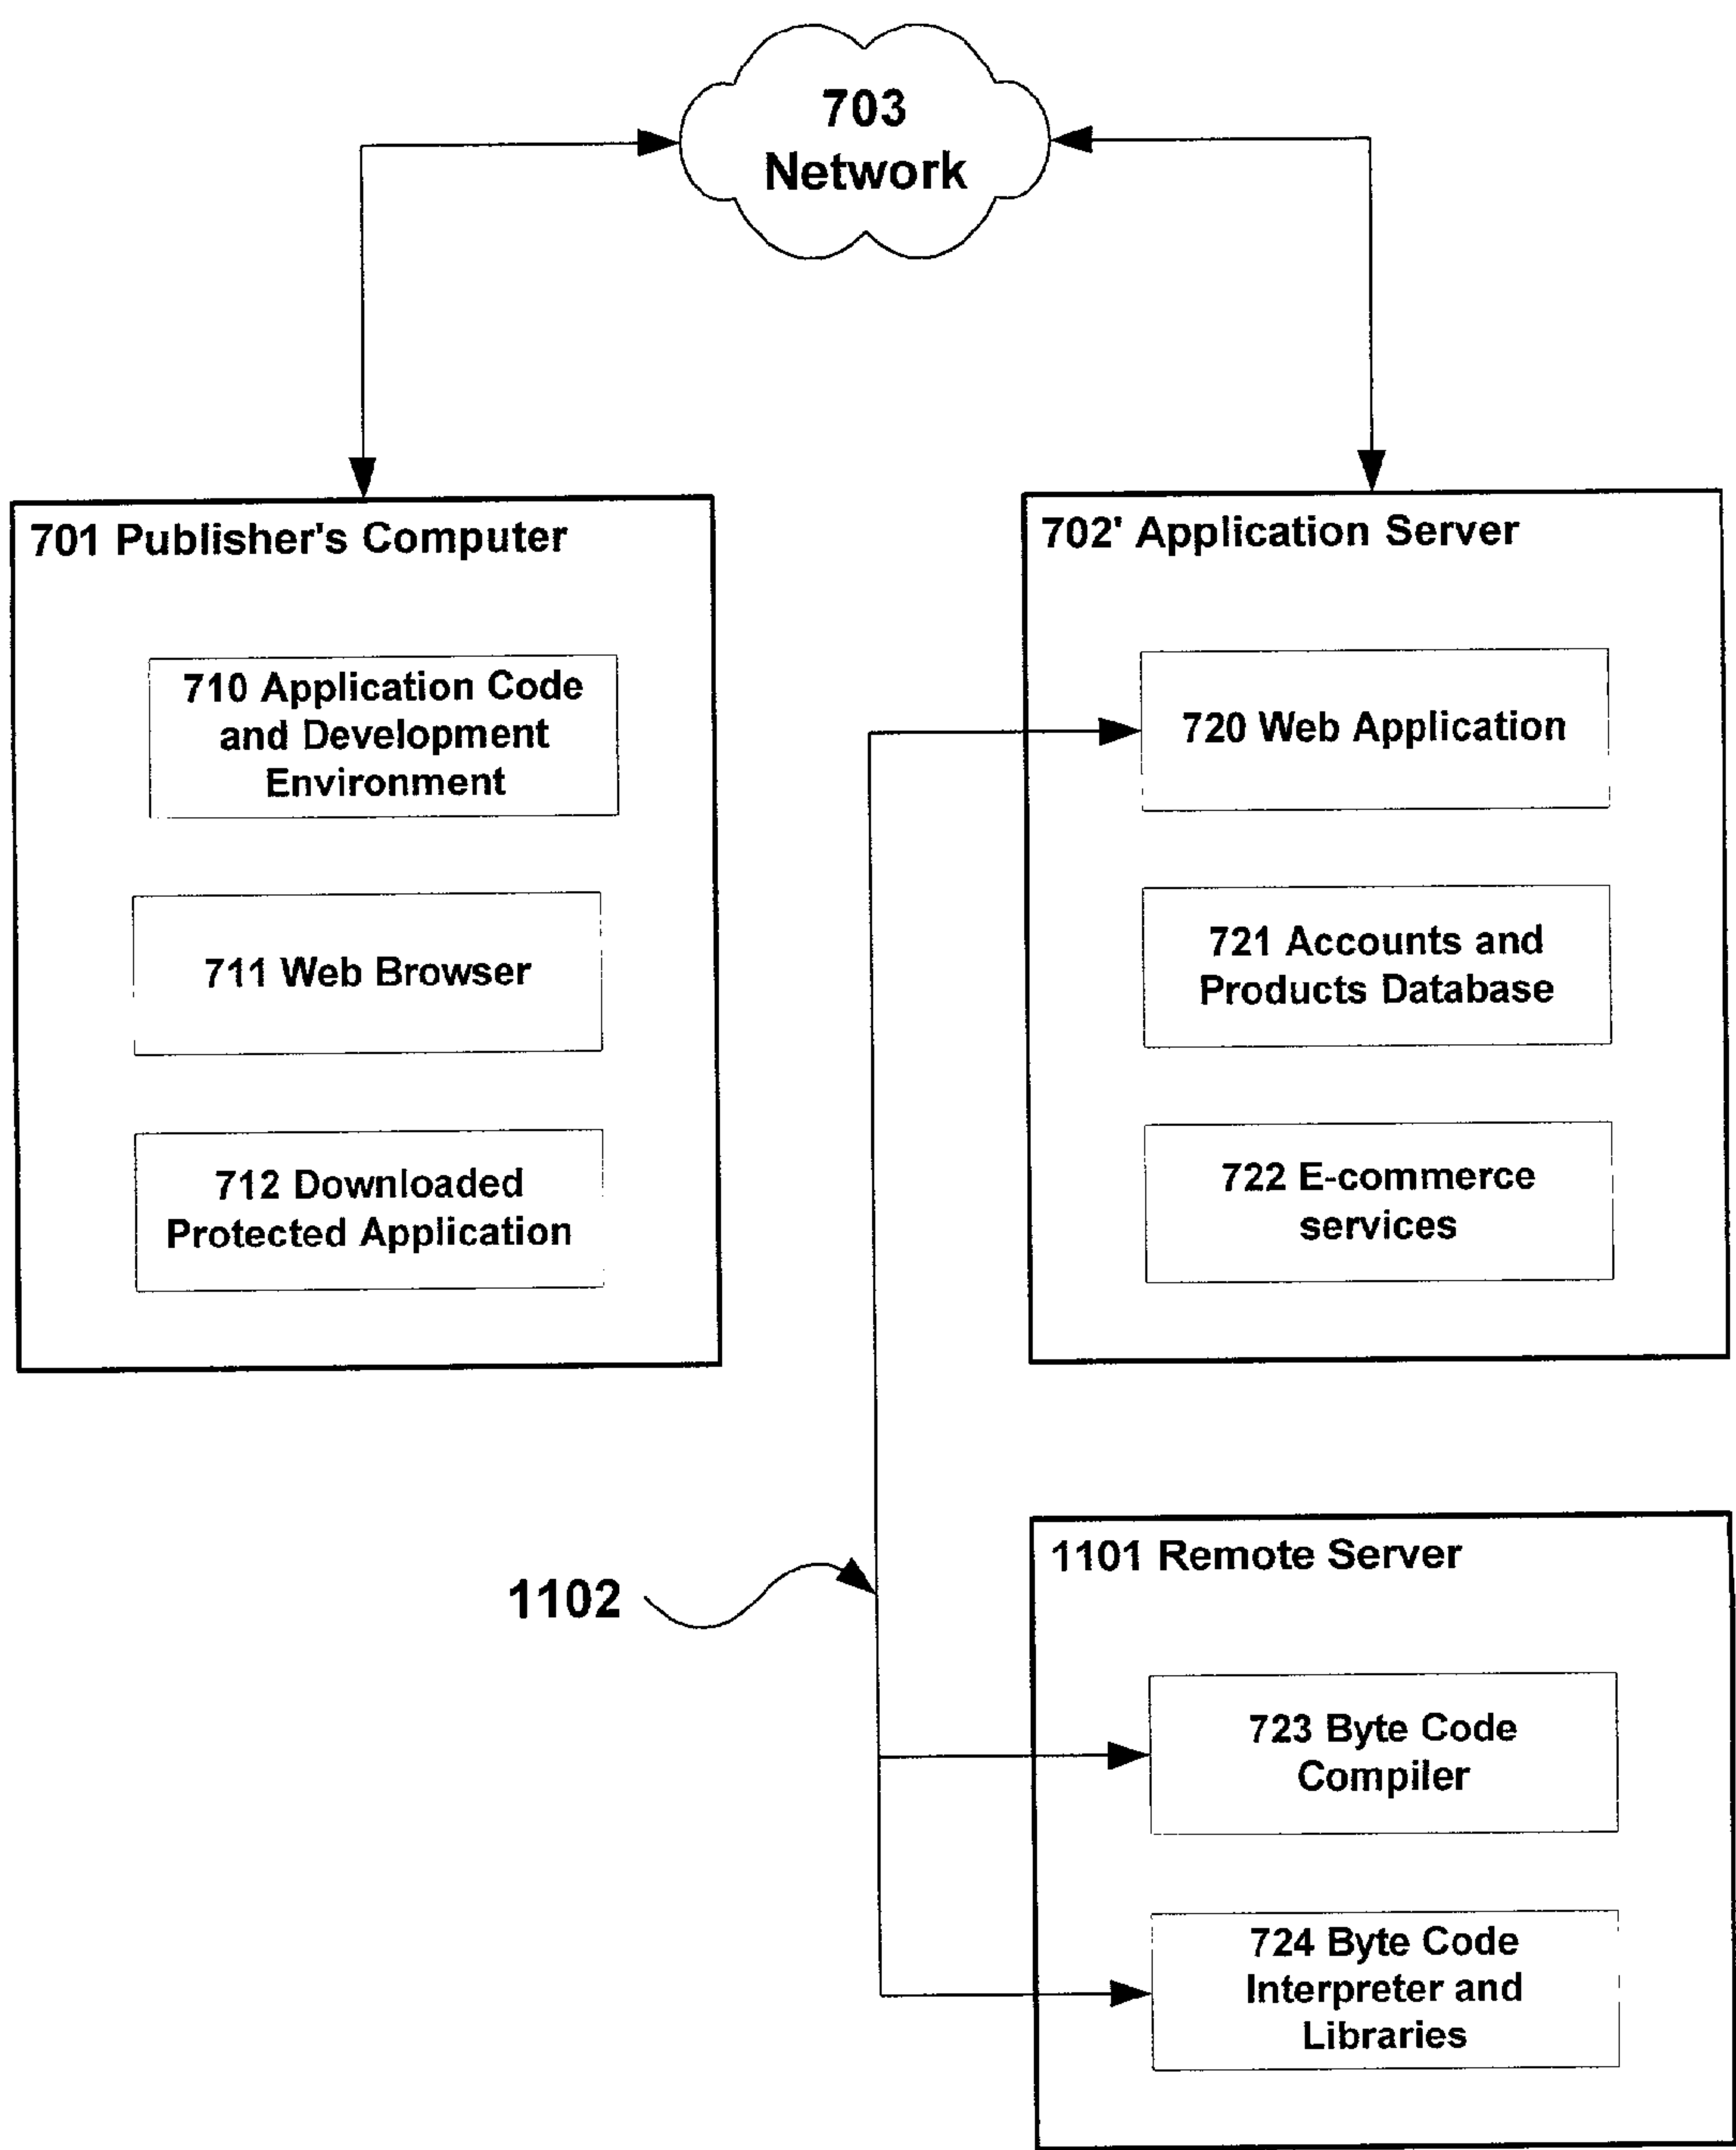 703
Network
701 Publisher's Computer
710 Application Code
and Development
Environment
711 Web Browser
712 Downloaded
Protected Application
702' Application Server
720 Web Application
721 Accounts and
Products Database
722 E-commerce
services
1102
1101 Remote Server
723 Byte Code
Compiler
724 Byte Code
Interpreter and
Libraries